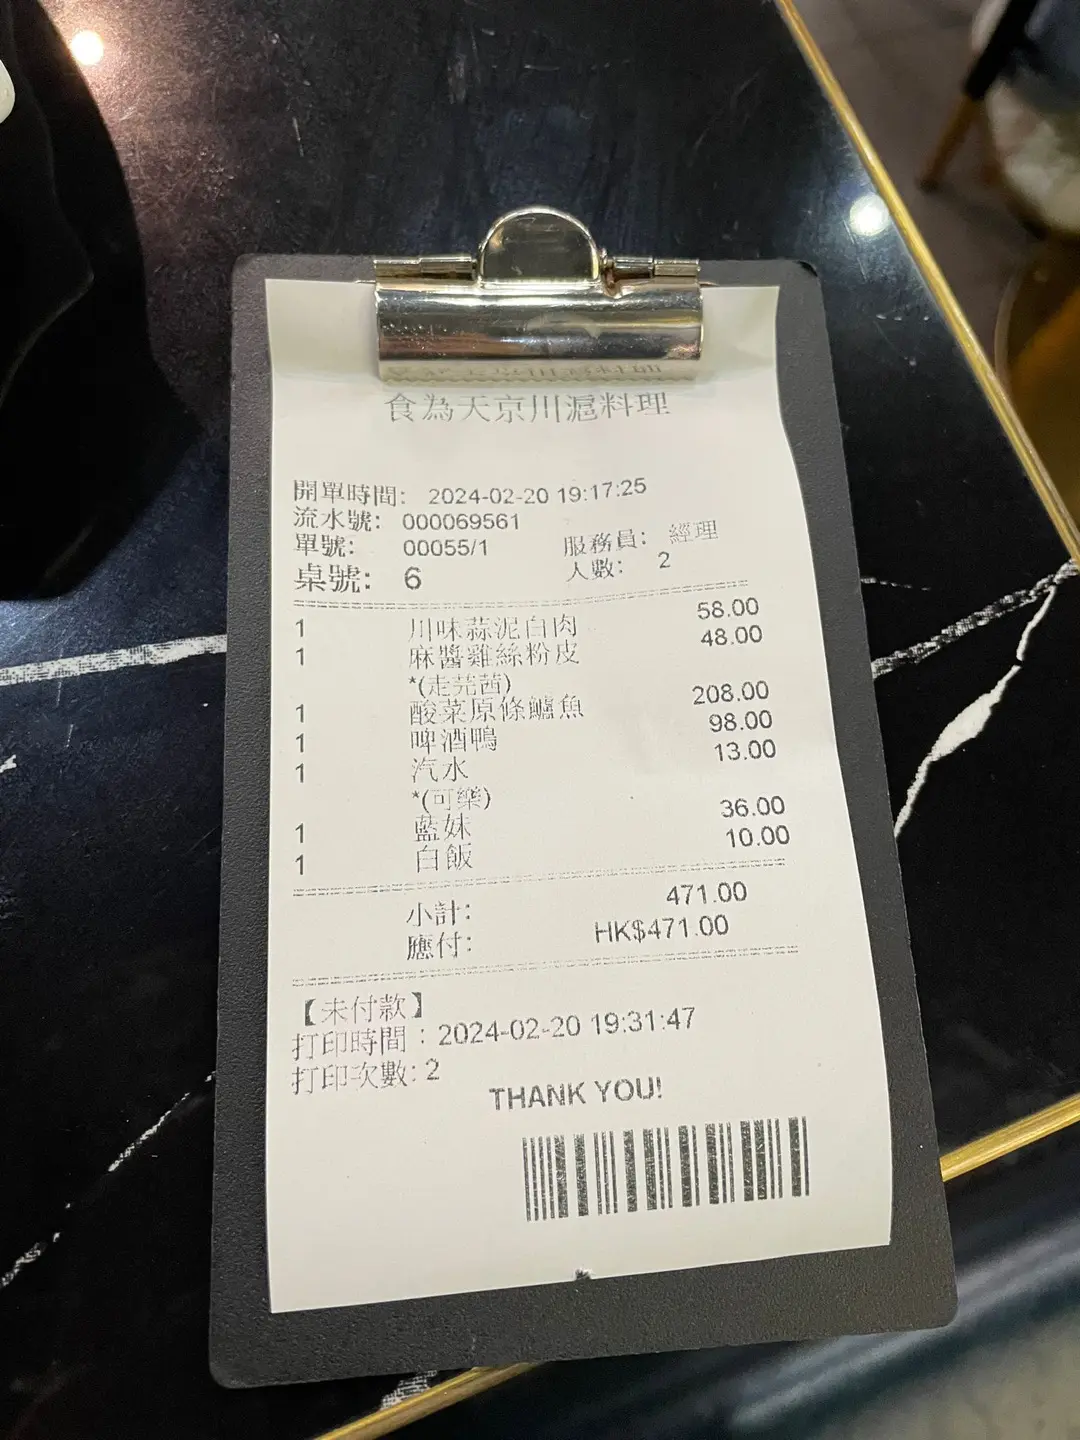 食為天京川滬料理
開單時間: 2024-02-20 19:17:25
流水號: 000069561
單號: 00055/1 服務員: 經理
桌號: 6 人數: 2
1 川味蒜泥白肉 58.00
1 麻醬雞絲粉皮 48.00
*(走芫茜)
1 酸菜原條鱸魚 208.00
1 啤酒鴨 98.00
1 汽水 13.00
*(可樂)
1 藍妹 36.00
1 白飯 10.00
小計: 471.00
應付: HK$471.00
【未付款】
打印時間：2024-02-20 19:31:47
打印次數: 2
THANK YOU!